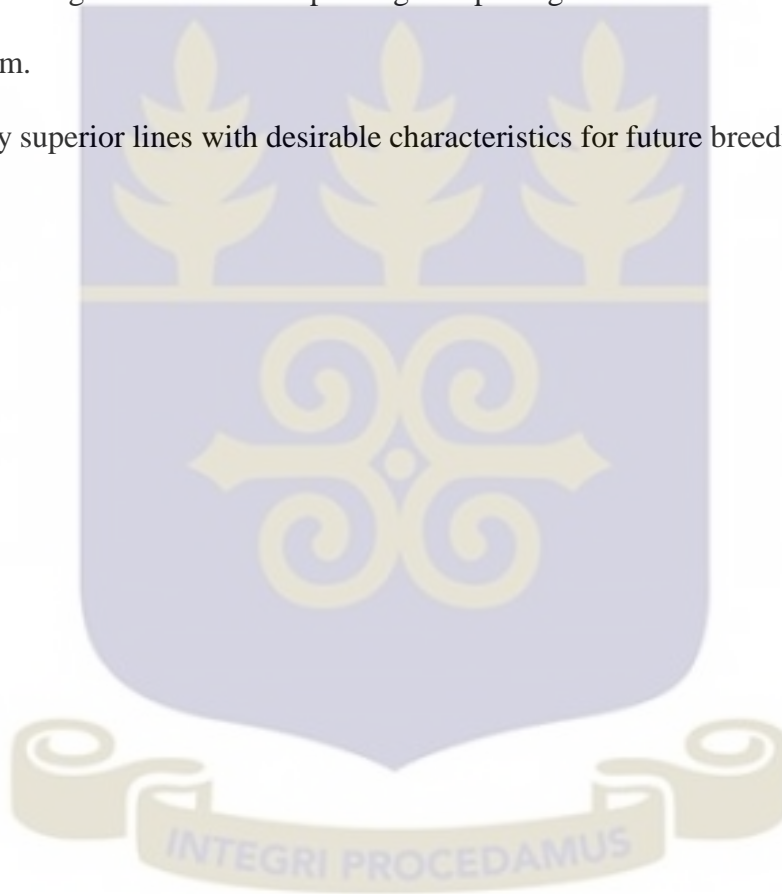 m.
y superior lines with desirable characteristics for future breed
INTEGRI PROCEDAMUS